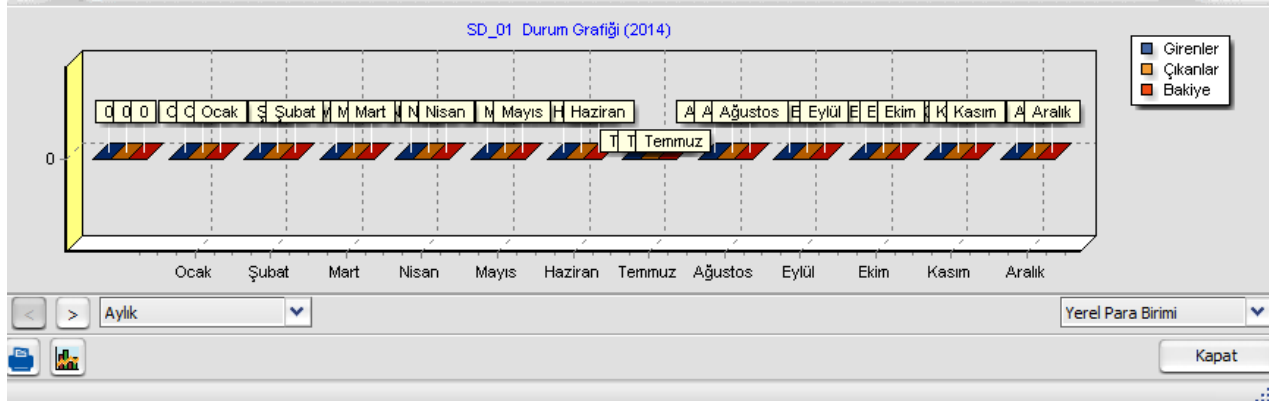 SD_01 Durum Grafiği (2014)
Girenler
Çıkanlar
Bakiye
0 0 0 Ocak Şubat Mart Nisan Mayıs Haziran Ağustos Eylül Ekim Kasım Aralık
T T Temmuz
0
Ocak Şubat Mart Nisan Mayıs Haziran Temmuz Ağustos Eylül Ekim Kasım Aralık
< > Aylık Yerel Para Birimi
Kapat